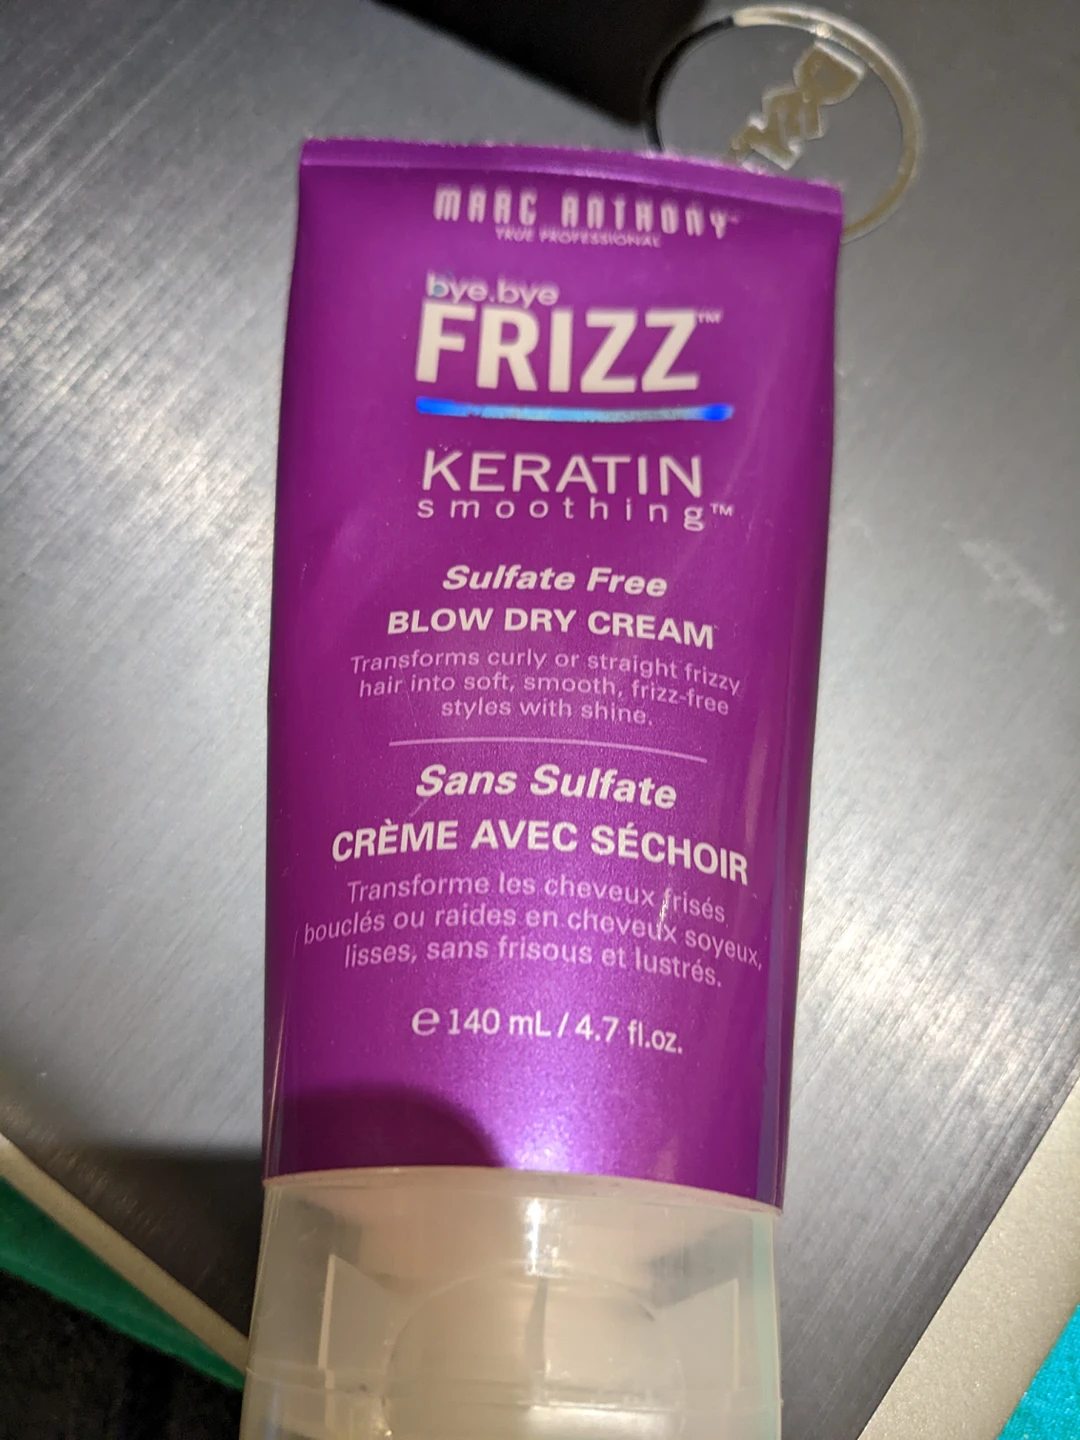 MARC ANTHONY™
TRUE PROFESSIONAL
bye.bye
FRIZZ™
KERATIN
smoothing™
Sulfate Free
BLOW DRY CREAM
Transforms curly or straight frizzy
hair into soft, smooth, frizz-free
styles with shine.
Sans Sulfate
CRÈME AVEC SÉCHOIR
Transforme les cheveux frisés
bouclés ou raides en cheveux soyeux,
lisses, sans frisous et lustrés.
℮ 140 mL / 4.7 fl.oz.